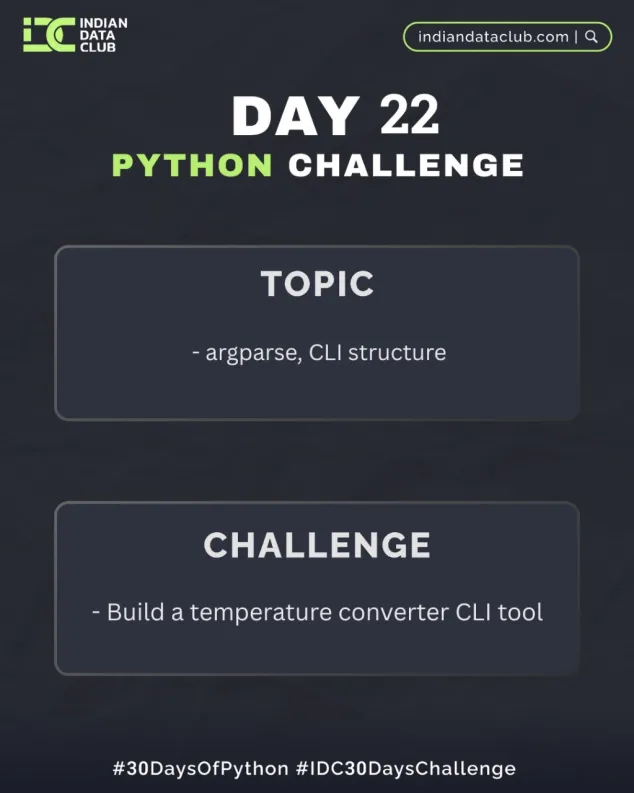 INDIAN
DATA
CLUB
indiandataclub.com |
DAY 22
PYTHON CHALLENGE
TOPIC
- argparse, CLI structure
CHALLENGE
- Build a temperature converter CLI tool
#30DaysOfPython #IDC30DaysChallenge